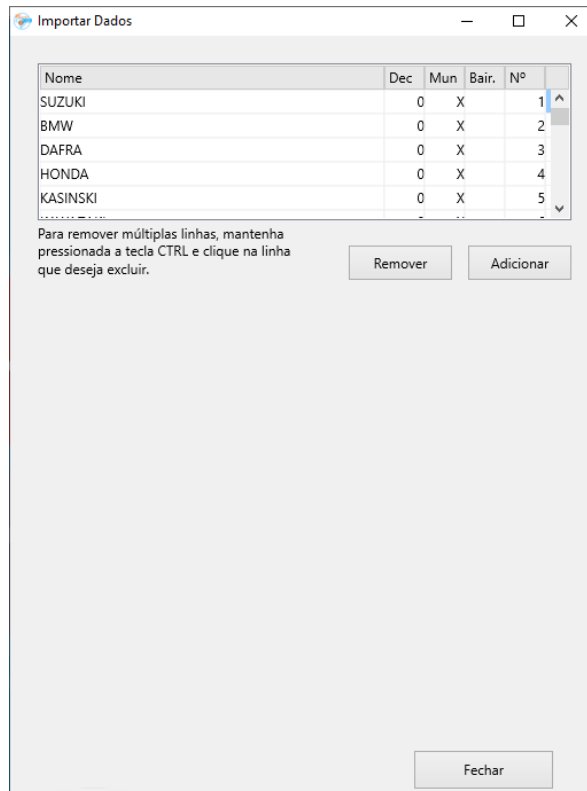 Importar Dados
Nome Dec Mun Bair. Nº
SUZUKI 0 X 1
BMW 0 X 2
DAFRA 0 X 3
HONDA 0 X 4
KASINSKI 0 X 5
Para remover múltiplas linhas, mantenha
pressionada a tecla CTRL e clique na linha
que deseja excluir.
Remover Adicionar
Fechar